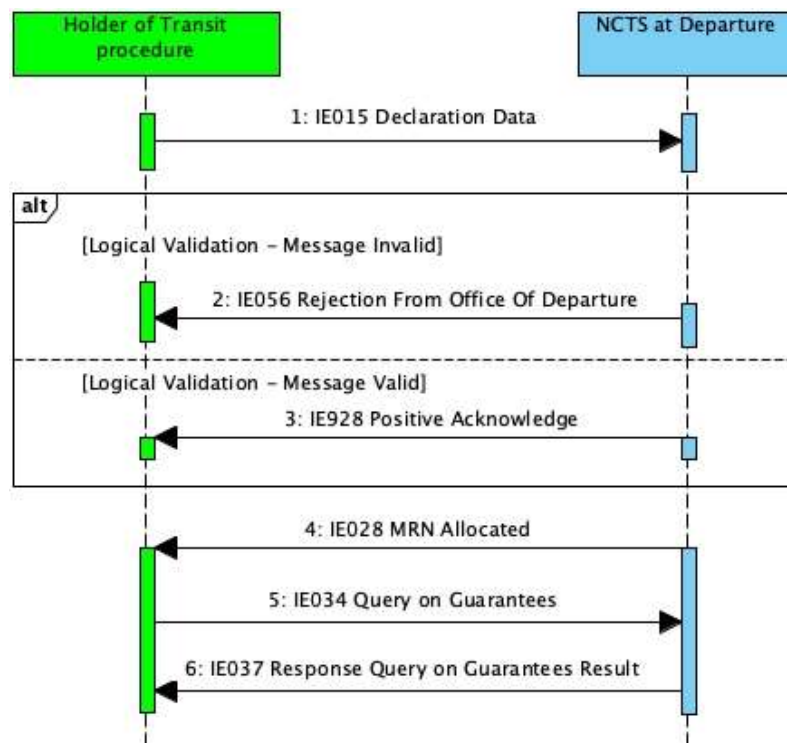 Holder of Transit
procedure
NCTS at Departure
1: IE015 Declaration Data
alt
[Logical Validation – Message Invalid]
2: IE056 Rejection From Office Of Departure
[Logical Validation – Message Valid]
3: IE928 Positive Acknowledge
4: IE028 MRN Allocated
5: IE034 Query on Guarantees
6: IE037 Response Query on Guarantees Result